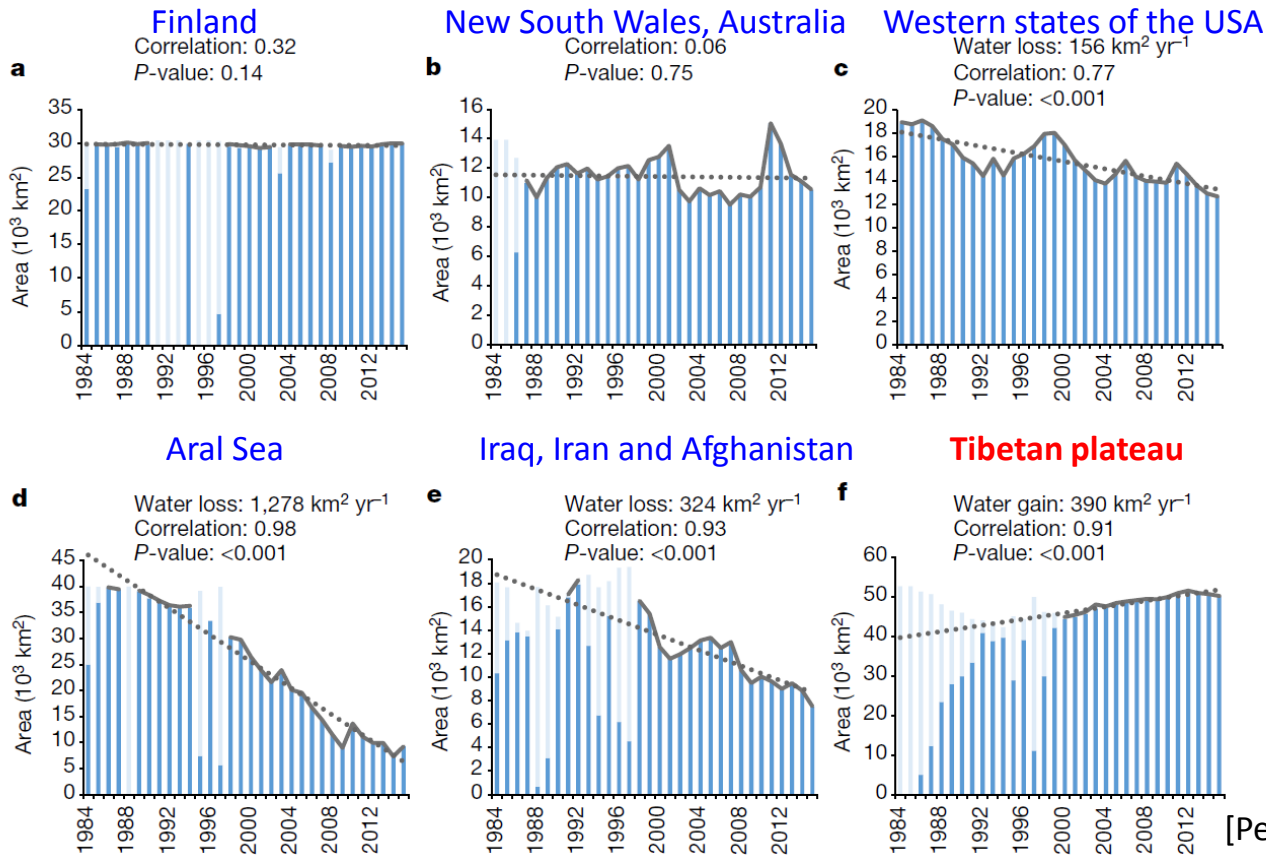 Finland
Correlation: 0.32
P-value: 0.14
a
Area (10³ km²)
35
30
25
20
15
10
5
0
1984
1988
1992
1996
2000
2004
2008
2012
New South Wales, Australia
Correlation: 0.06
P-value: 0.75
b
Area (10³ km²)
16
14
12
10
8
6
4
2
0
1984
1988
1992
1996
2000
2004
2008
2012
Western states of the USA
Water loss: 156 km² yr⁻¹
Correlation: 0.77
P-value: <0.001
c
Area (10³ km²)
20
18
16
14
12
10
8
6
4
2
0
1984
1988
1992
1996
2000
2004
2008
2012
Aral Sea
Water loss: 1,278 km² yr⁻¹
Correlation: 0.98
P-value: <0.001
d
Area (10³ km²)
45
40
35
30
25
20
15
10
5
0
1984
1988
1992
1996
2000
2004
2008
2012
Iraq, Iran and Afghanistan
Water loss: 324 km² yr⁻¹
Correlation: 0.93
P-value: <0.001
e
Area (10³ km²)
20
18
16
14
12
10
8
6
4
2
0
1984
1988
1992
1996
2000
2004
2008
2012
Tibetan plateau
Water gain: 390 km² yr⁻¹
Correlation: 0.91
P-value: <0.001
f
Area (10³ km²)
60
50
40
30
20
10
0
1984
1988
1992
1996
2000
2004
2008
2012
[Pe